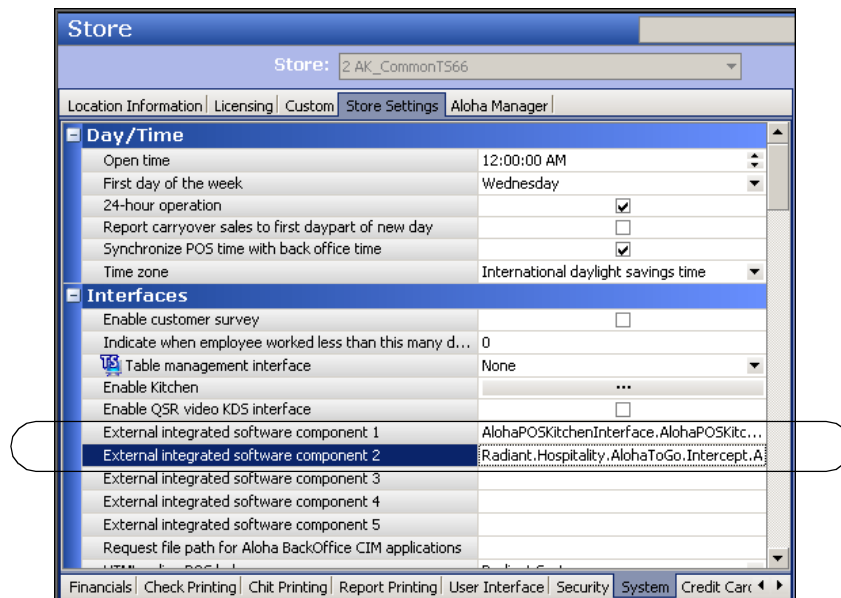 Store
Store: 2 AK_CommonTS66
Location Information Licensing Custom Store Settings Aloha Manager
Day/Time
Open time 12:00:00 AM
First day of the week Wednesday
24-hour operation
Report carryover sales to first daypart of new day
Synchronize POS time with back office time
Time zone International daylight savings time
Interfaces
Enable customer survey
Indicate when employee worked less than this many d... 0
TS Table management interface None
Enable Kitchen ...
Enable QSR video KDS interface
External integrated software component 1 AlohaPOSKitchenInterface.AlohaPOSKitc...
External integrated software component 2 Radiant.Hospitality.AlohaToGo.Intercept.A
External integrated software component 3
External integrated software component 4
External integrated software component 5
Request file path for Aloha BackOffice CIM applications
Financials Check Printing Chit Printing Report Printing User Interface Security System Credit Carc